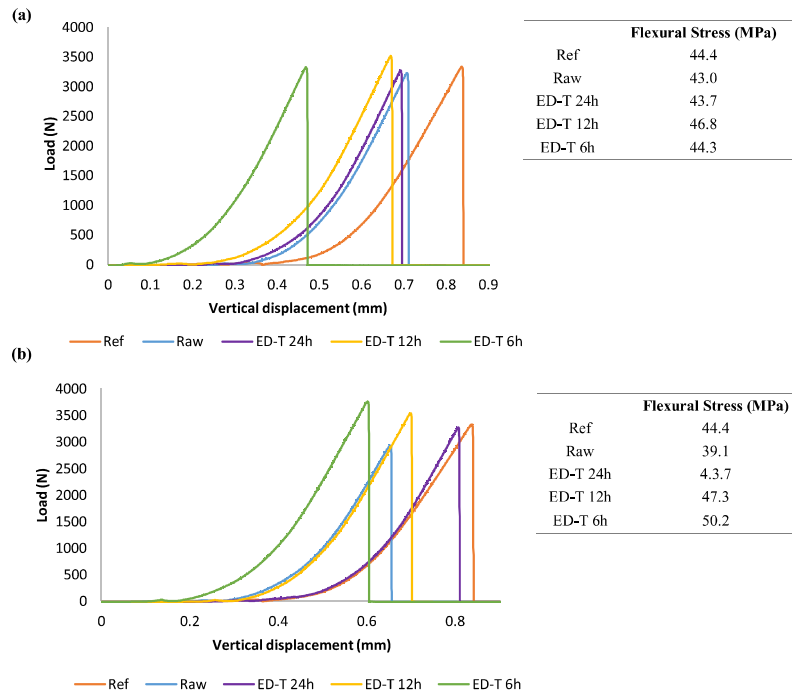 (a)
4000
3500
3000
2500
2000
1500
1000
500
0
Load (N)
0 0.1 0.2 0.3 0.4 0.5 0.6 0.7 0.8 0.9
Vertical displacement (mm)
Ref Raw ED-T 24h ED-T 12h ED-T 6h
Flexural Stress (MPa)
Ref 44.4
Raw 43.0
ED-T 24h 43.7
ED-T 12h 46.8
ED-T 6h 44.3
(b)
4000
3500
3000
2500
2000
1500
1000
500
0
Load (N)
0 0.2 0.4 0.6 0.8
Vertical displacement (mm)
Ref Raw ED-T 24h ED-T 12h ED-T 6h
Flexural Stress (MPa)
Ref 44.4
Raw 39.1
ED-T 24h 4.3.7
ED-T 12h 47.3
ED-T 6h 50.2